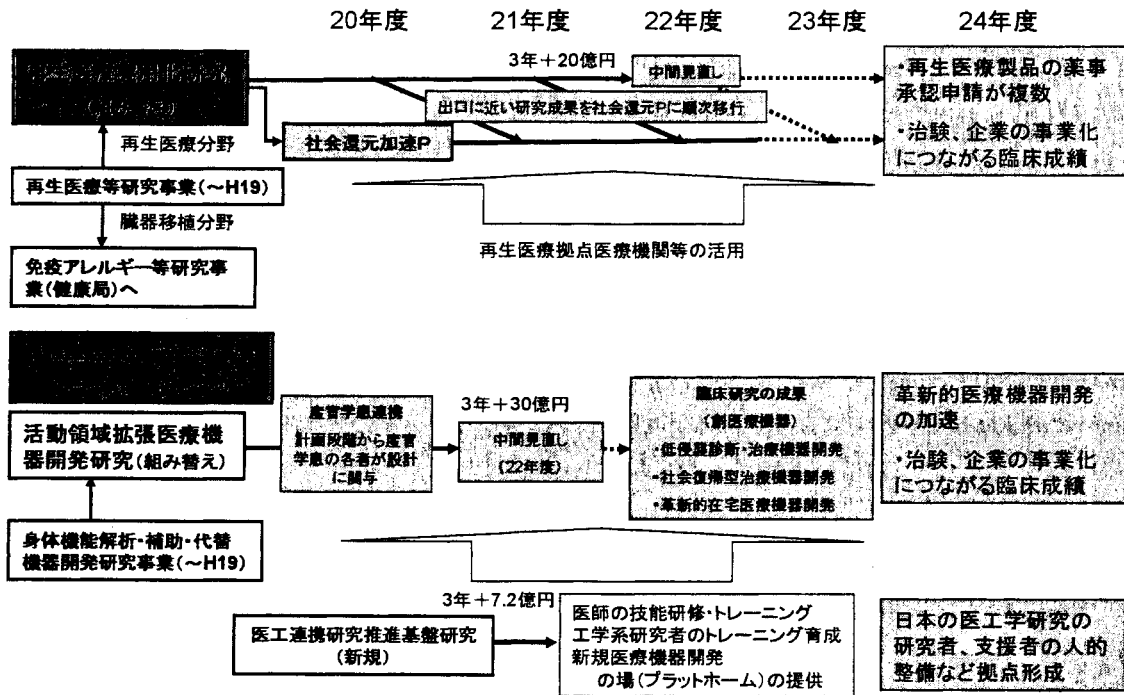 20年度
21年度
22年度
23年度
24年度
3年+20億円
中間見直し
出口に近い研究成果を社会還元Pに順次移行
再生医療分野
社会還元加速P
再生医療等研究事業(~H19)
臓器移植分野
免疫アレルギー等研究事
業(健康局)へ
再生医療拠点医療機関等の活用
・再生医療製品の薬事
承認申請が複数
・治験、企業の事業化
につながる臨床成績
活動領域拡張医療機
器開発研究(組み替え)
身体機能解析・補助・代替
機器開発研究事業(~H19)
産官学患連携
計画段階から産官
学患の各者が設計
に関与
3年+30億円
中間見直し
(22年度)
臨床研究の成果
(創医療機器)
・低侵襲診断・治療機器開発
・社会復帰型治療機器開発
・革新的在宅医療機器開発
革新的医療機器開発
の加速
・治験、企業の事業化
につながる臨床成績
3年+7.2億円
医工連携研究推進基盤研究
(新規)
医師の技能研修・トレーニング
工学系研究者のトレーニング育成
新規医療機器開発
の場(プラットホーム)の提供
日本の医工学研究の
研究者、支援者の人的
整備など拠点形成